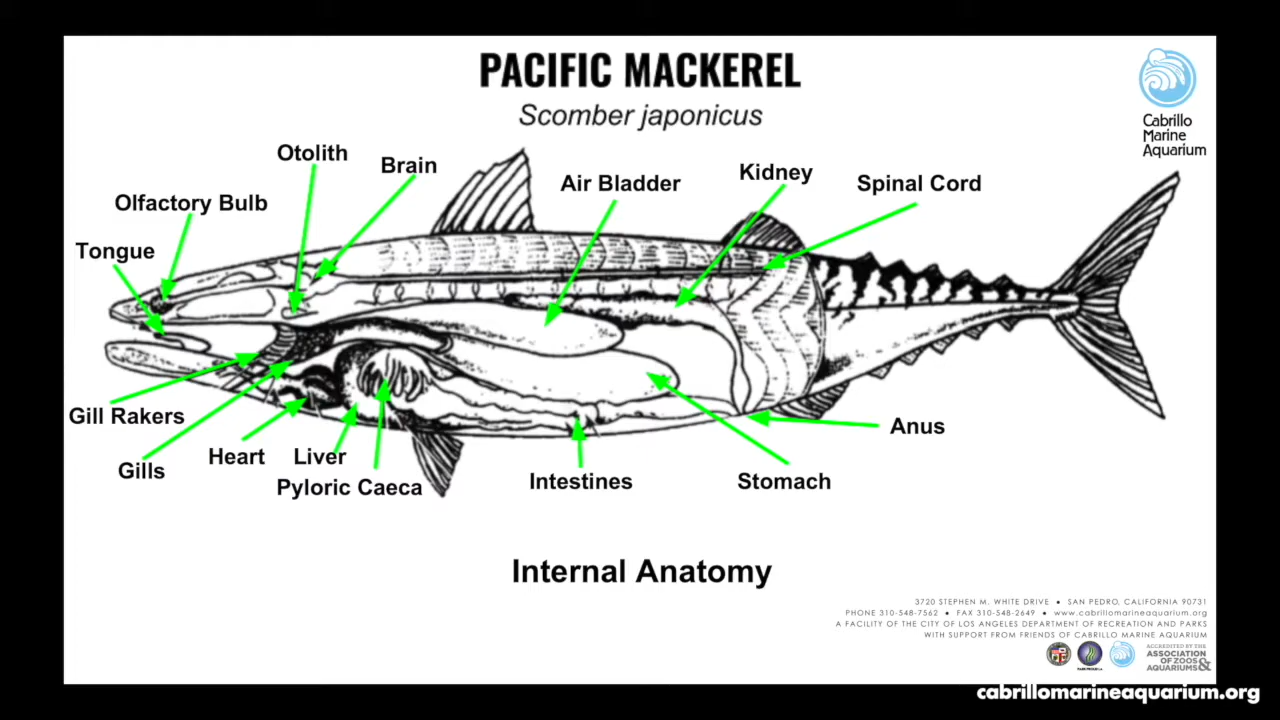 PACIFIC MACKEREL
Scomber japonicus
Cabrillo
Marine
Aquarium
Otolith
Brain
Olfactory Bulb
Air Bladder
Kidney
Spinal Cord
Tongue
Gill Rakers
Gills
Heart
Liver
Pyloric Caeca
Intestines
Stomach
Anus
Internal Anatomy
3720 STEPHEN M. WHITE DRIVE • SAN PEDRO, CALIFORNIA 90731
PHONE 310-548-7562 • FAX 310-548-2649 • www.cabrillomarineaquarium.org
A FACILITY OF THE CITY OF LOS ANGELES DEPARTMENT OF RECREATION AND PARKS
WITH SUPPORT FROM FRIENDS OF CABRILLO MARINE AQUARIUM
ACCREDITED BY THE
ASSOCIATION
OF ZOOS &
AQUARIUMS
cabrillomarineaquarium.org